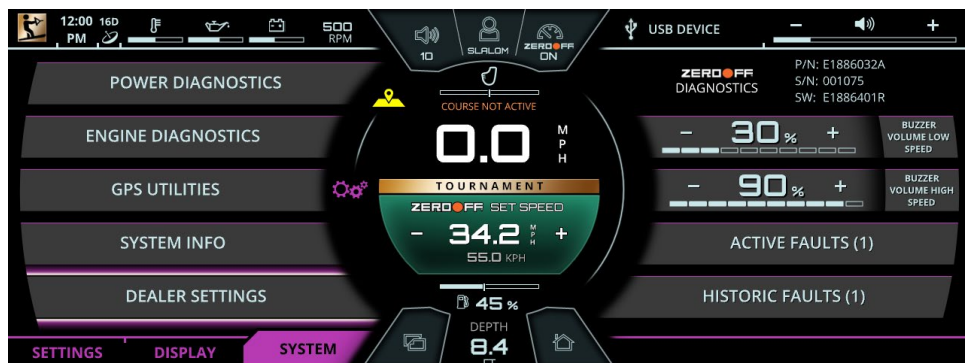 12:00 16D
PM
500
RPM
10
SLALOM
ZEROOFF
ON
USB DEVICE
-
+
POWER DIAGNOSTICS
ENGINE DIAGNOSTICS
GPS UTILITIES
SYSTEM INFO
DEALER SETTINGS
COURSE NOT ACTIVE
0.0
MPH
TOURNAMENT
ZEROOFF SET SPEED
- 34.2 MPH +
55.0 KPH
45 %
DEPTH
8.4
FT
ZEROOFF
DIAGNOSTICS
P/N: E1886032A
S/N: 001075
SW: E1886401R
- 30 % +
BUZZER
VOLUME LOW
SPEED
- 90 % +
BUZZER
VOLUME HIGH
SPEED
ACTIVE FAULTS (1)
HISTORIC FAULTS (1)
SETTINGS
DISPLAY
SYSTEM